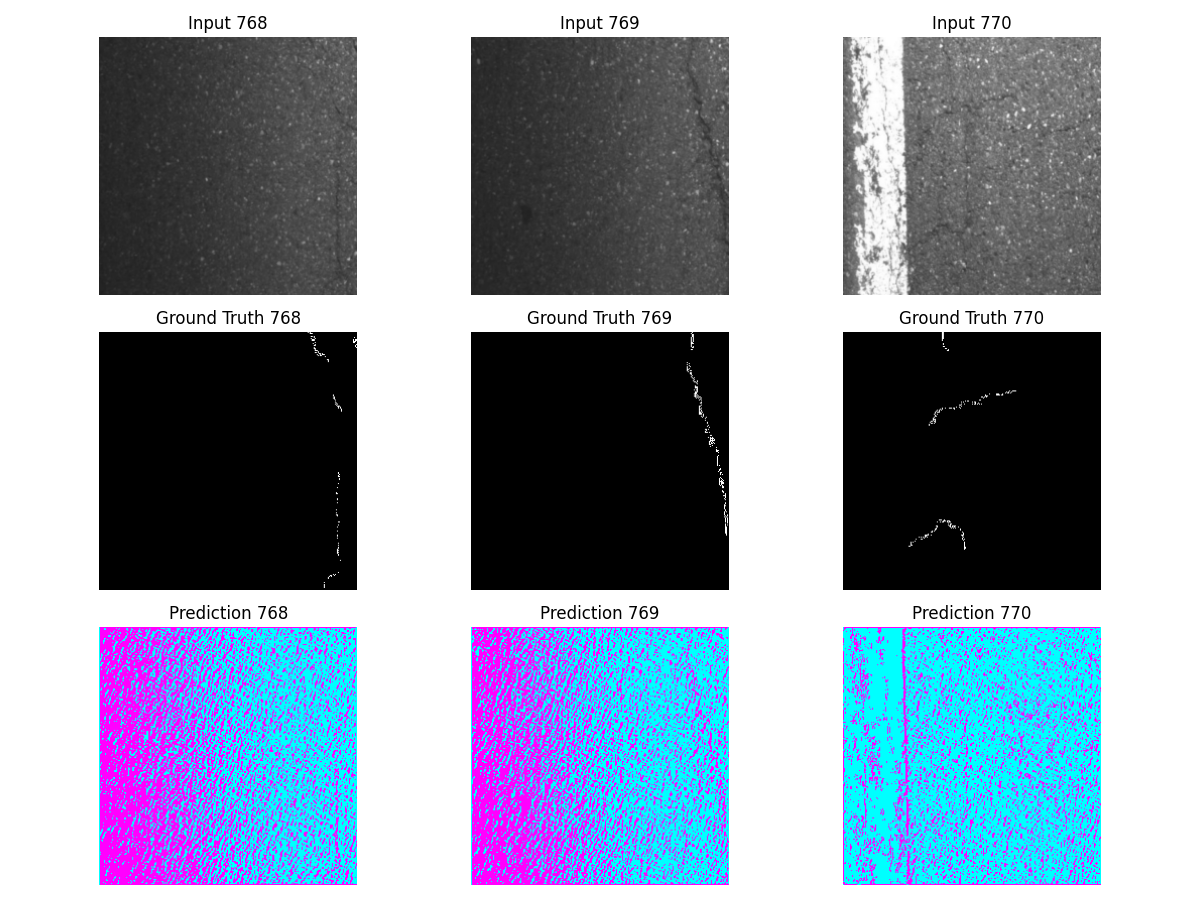 Input 768
Input 769
Input 770
Ground Truth 768
Ground Truth 769
Ground Truth 770
Prediction 768
Prediction 769
Prediction 770